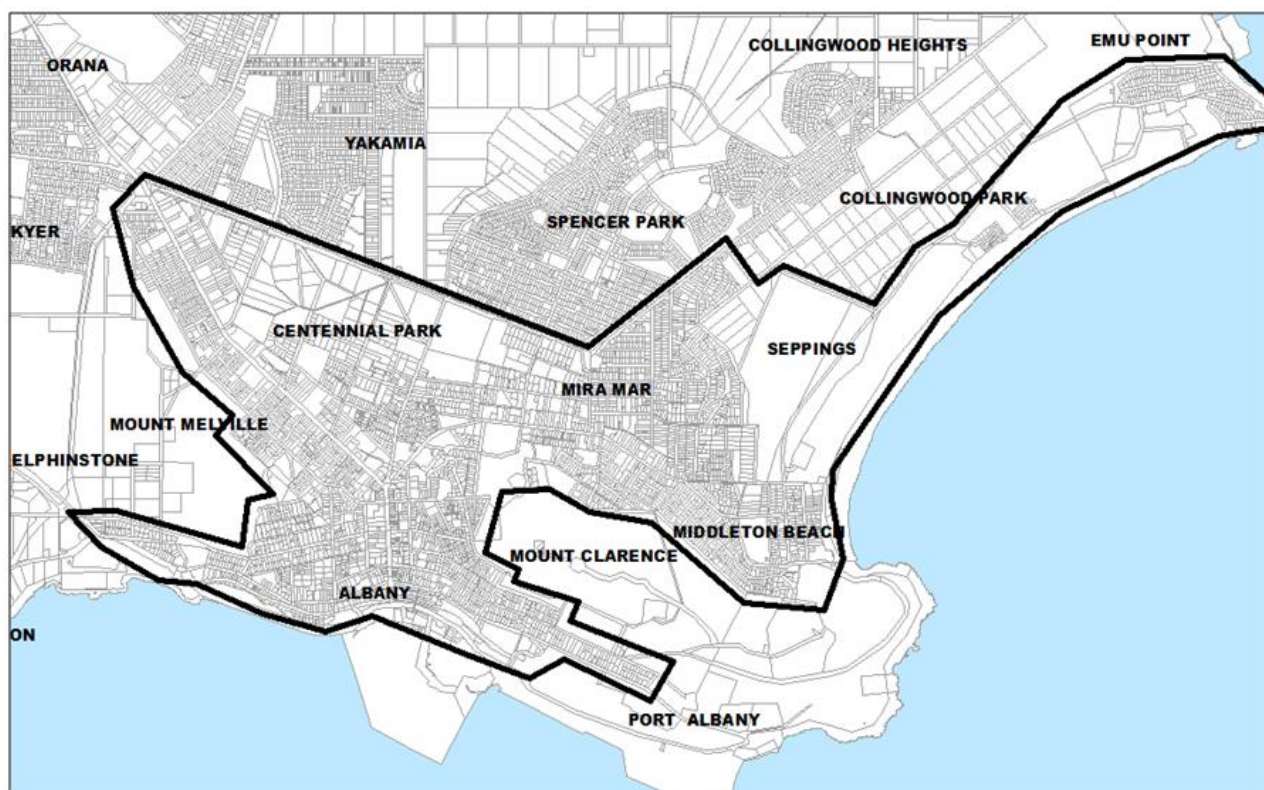 COLLINGWOOD HEIGHTS
EMU POINT
ORANA
YAKAMIA
COLLINGWOOD PARK
SPENCER PARK
KYER
CENTENNIAL PARK
SEPPINGS
MIRA MAR
MOUNT MELVILLE
ELPHINSTONE
MIDDLETON BEACH
MOUNT CLARENCE
ALBANY
ON
PORT ALBANY